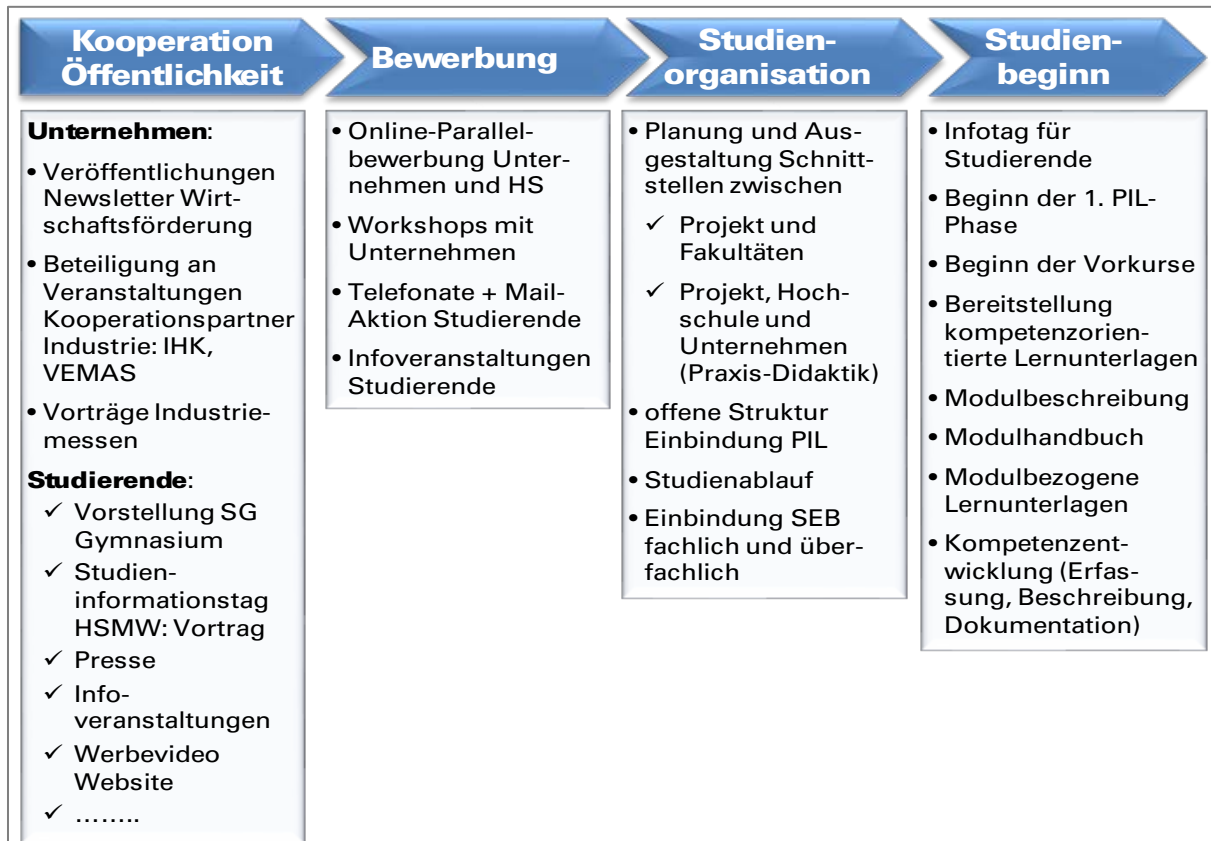 Kooperation
Öffentlichkeit
Unternehmen:
• Veröffentlichungen
Newsletter Wirt-
schaftsförderung
• Beteiligung an
Veranstaltungen
Kooperationspartner
Industrie: IHK,
VEMAS
• Vorträge Industrie-
messen
Studierende:
✓ Vorstellung SG
Gymnasium
✓ Studien-
informationstag
HSMW: Vortrag
✓ Presse
✓ Info-
veranstaltungen
✓ Werbevideo
Website
✓ ……..
Bewerbung
• Online-Parallel-
bewerbung Unter-
nehmen und HS
• Workshops mit
Unternehmen
• Telefonate + Mail-
Aktion Studierende
• Infoveranstaltungen
Studierende
Studien-
organisation
• Planung und Aus-
gestaltung Schnitt-
stellen zwischen
✓ Projekt und
Fakultäten
✓ Projekt, Hoch-
schule und
Unternehmen
(Praxis-Didaktik)
• offene Struktur
Einbindung PIL
• Studienablauf
• Einbindung SEB
fachlich und über-
fachlich
Studien-
beginn
• Infotag für
Studierende
• Beginn der 1. PIL-
Phase
• Beginn der Vorkurse
• Bereitstellung
kompetenzorien-
tierte Lernunterlagen
• Modulbeschreibung
• Modulhandbuch
• Modulbezogene
Lernunterlagen
• Kompetenzent-
wicklung (Erfas-
sung, Beschreibung,
Dokumentation)